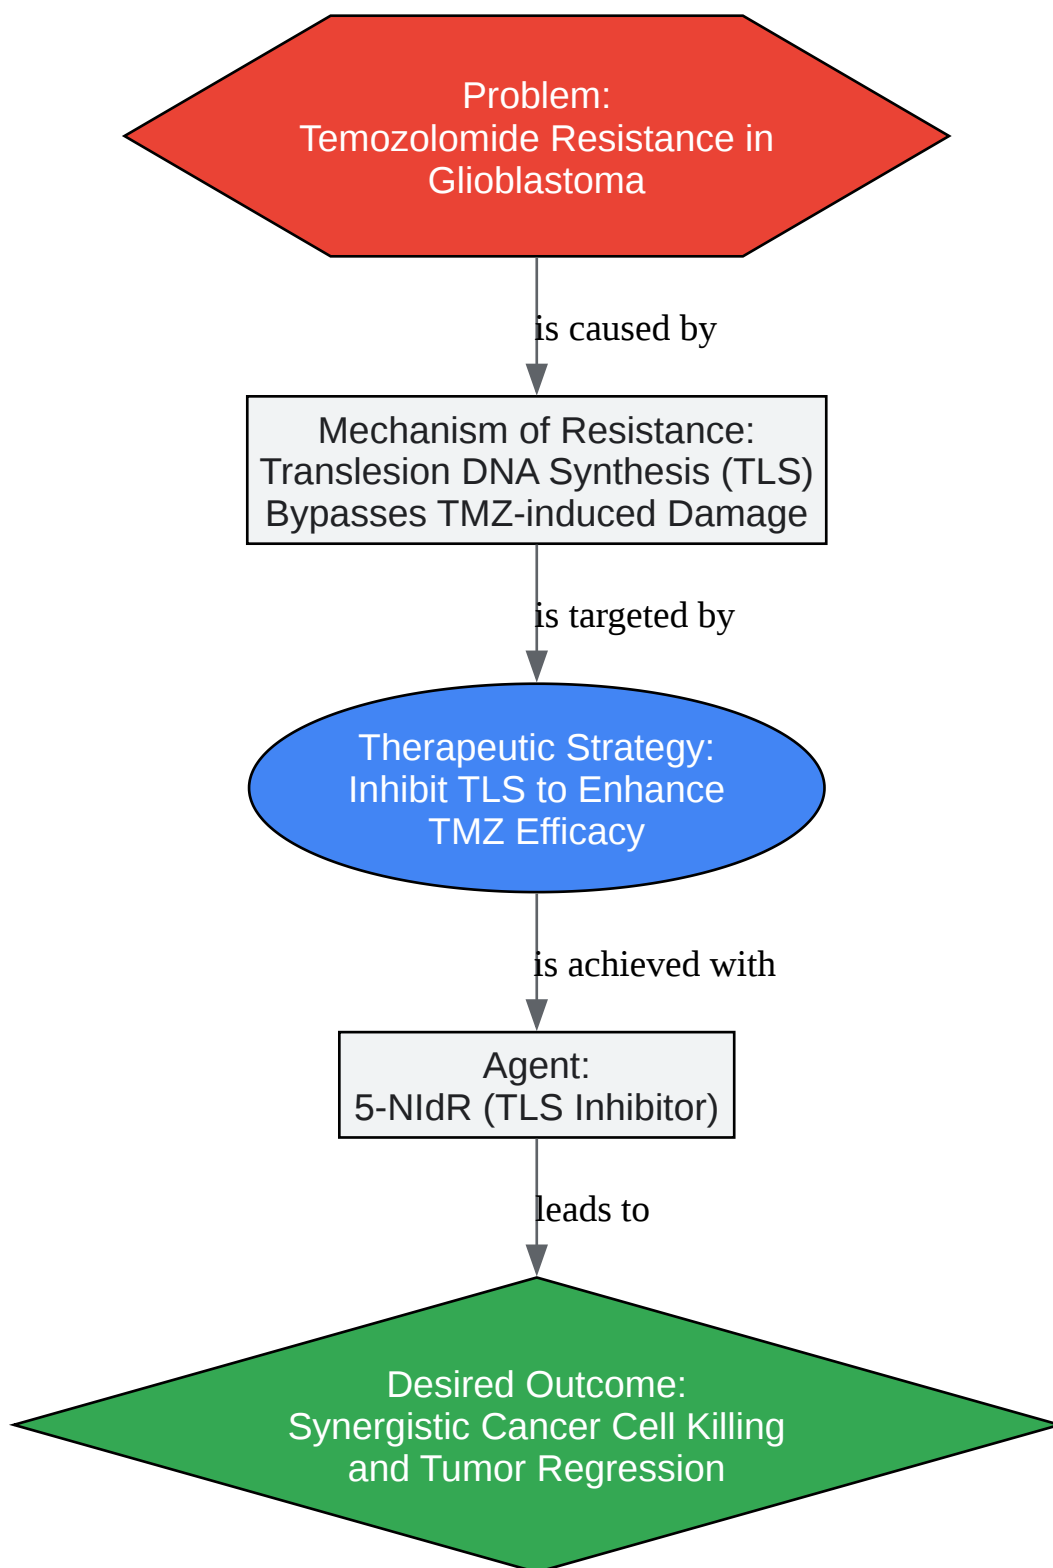 Problem:
Temozolomide Resistance in
Glioblastoma
is caused by
Mechanism of Resistance:
Translesion DNA Synthesis (TLS)
Bypasses TMZ-induced Damage
is targeted by
Therapeutic Strategy:
Inhibit TLS to Enhance
TMZ Efficacy
is achieved with
Agent:
5-NIdR (TLS Inhibitor)
leads to
Desired Outcome:
Synergistic Cancer Cell Killing
and Tumor Regression